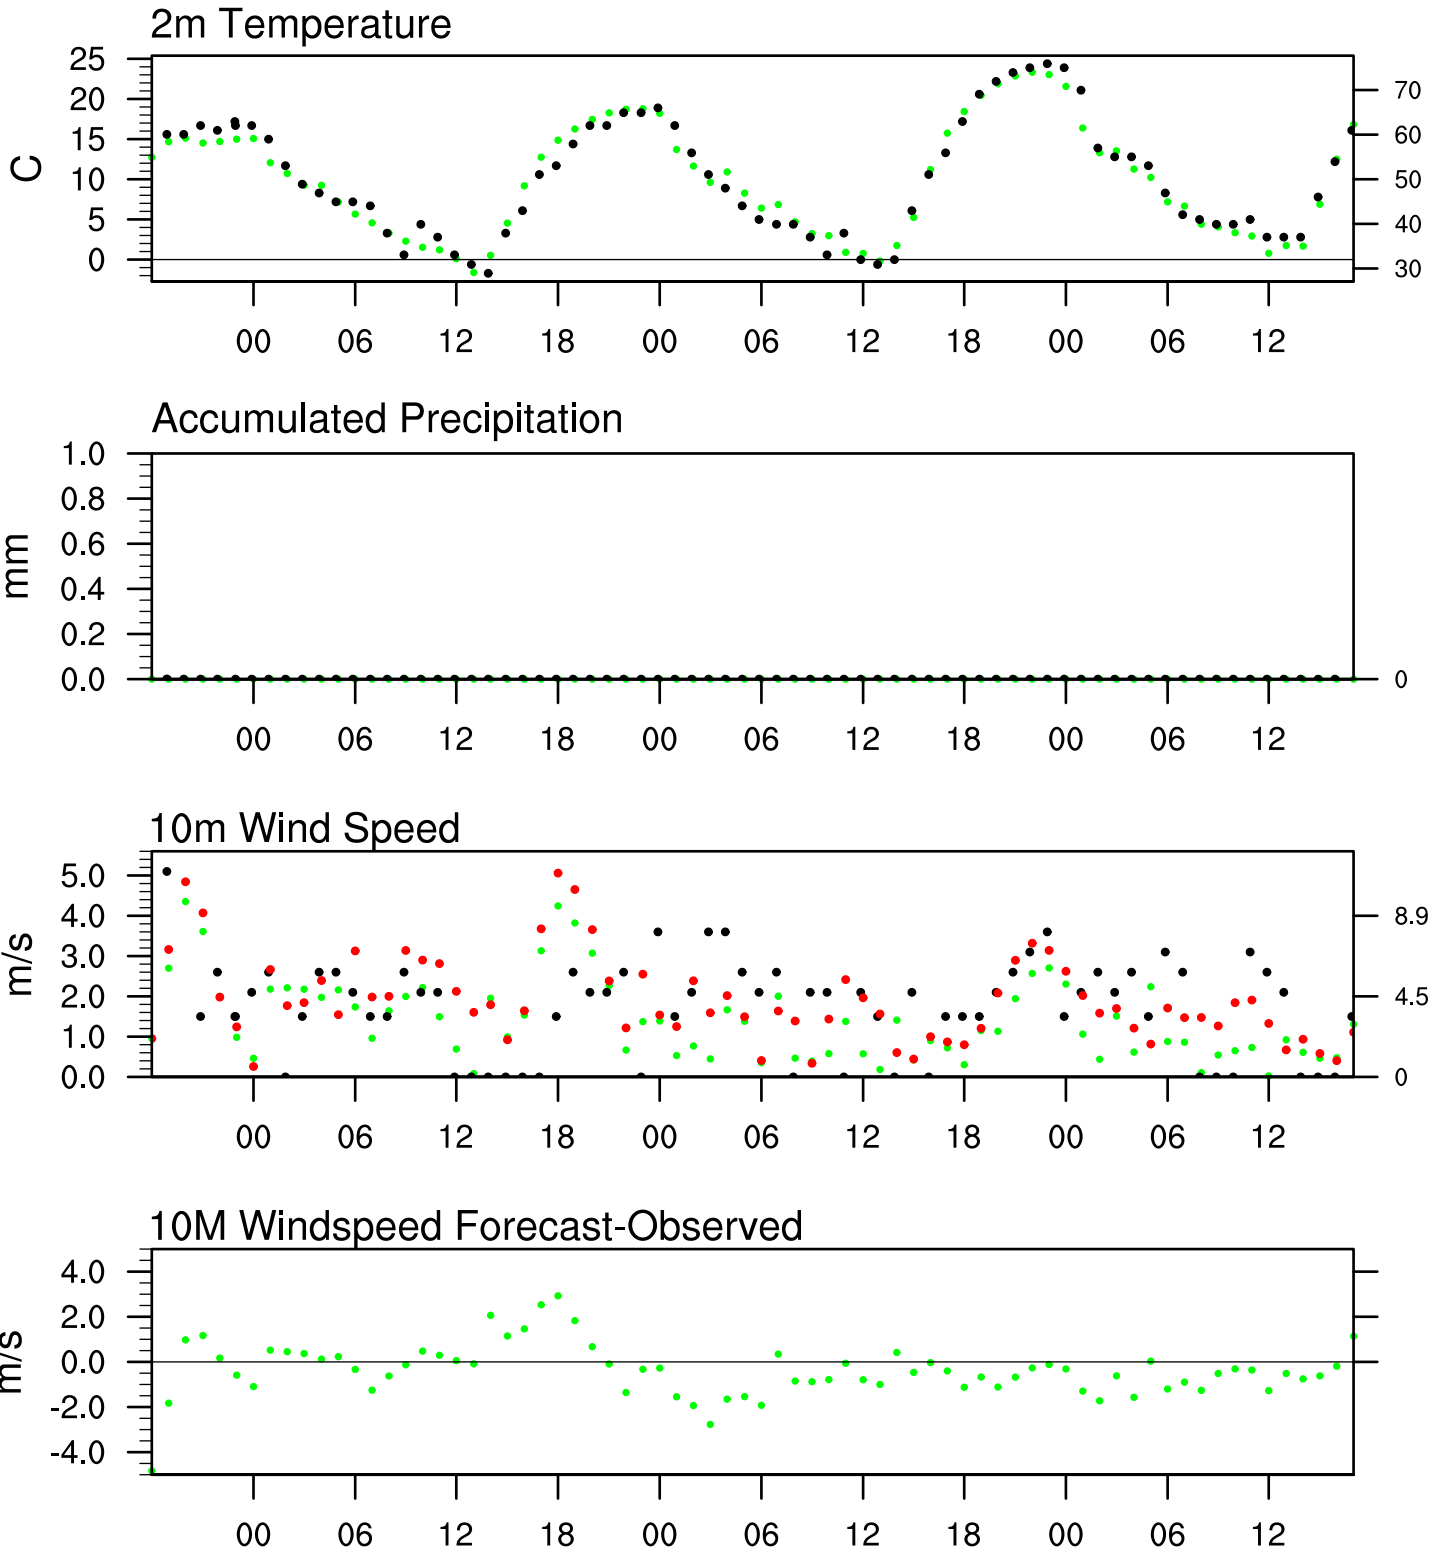 2m Temperature
25
20
15
10
5
0
C
70
60
50
40
30
00 06 12 18 00 06 12 18 00 06 12
Accumulated Precipitation
1.0
0.8
0.6
0.4
0.2
0.0
mm
0
00 06 12 18 00 06 12 18 00 06 12
10m Wind Speed
5.0
4.0
3.0
2.0
1.0
0.0
m/s
8.9
4.5
0
00 06 12 18 00 06 12 18 00 06 12
10M Windspeed Forecast-Observed
4.0
2.0
0.0
-2.0
-4.0
m/s
00 06 12 18 00 06 12 18 00 06 12